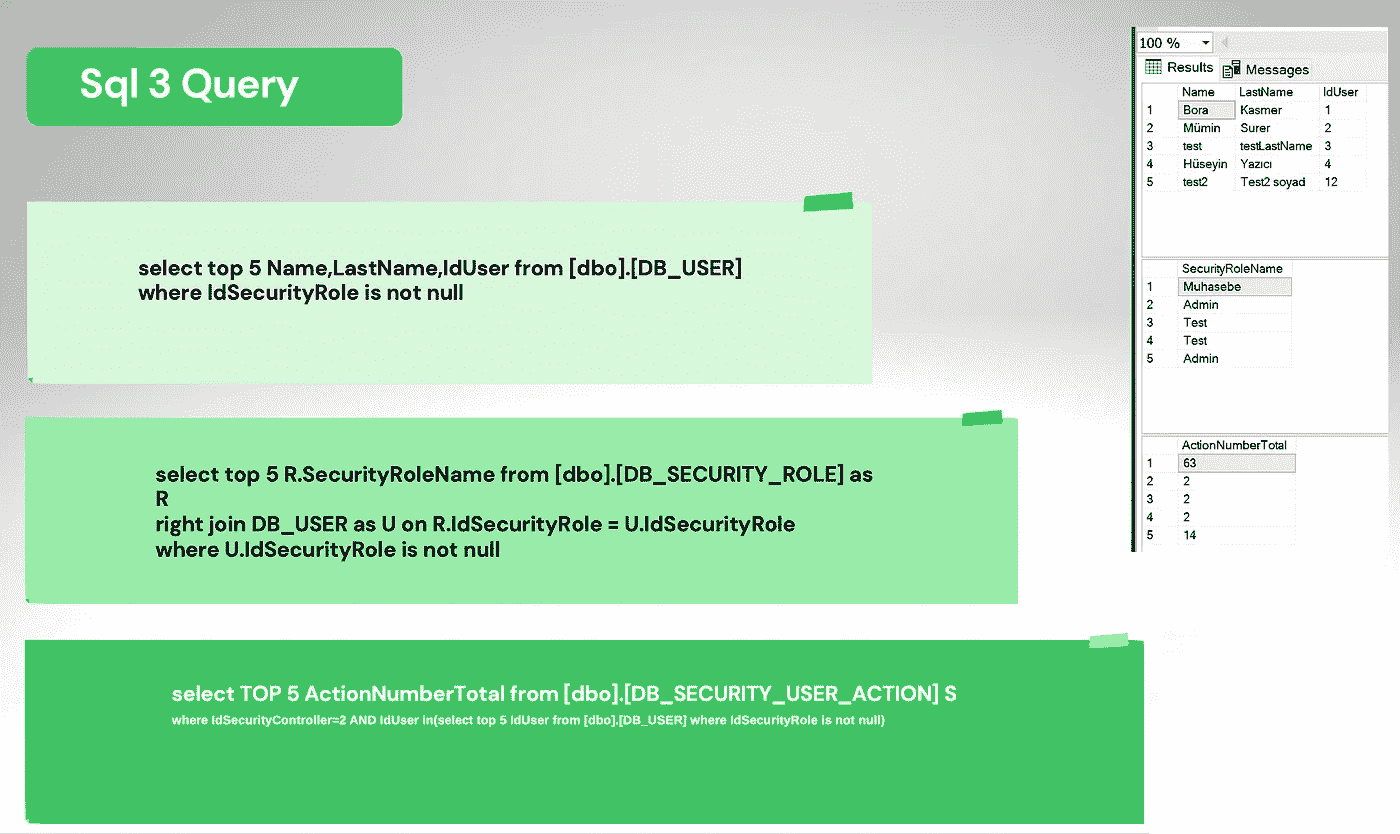 Sql 3 Query
select top 5 Name,LastName,IdUser from [dbo].[DB_USER]
where IdSecurityRole is not null
select top 5 R.SecurityRoleName from [dbo].[DB_SECURITY_ROLE] as
R
right join DB_USER as U on R.IdSecurityRole = U.IdSecurityRole
where U.IdSecurityRole is not null
select TOP 5 ActionNumberTotal from [dbo].[DB_SECURITY_USER_ACTION] S
where IdSecurityController=2 AND IdUser in(select top 5 IdUser from [dbo].[DB_USER] where IdSecurityRole is not null)
100 %
Results Messages
Name LastName IdUser
1 Bora Kasmer 1
2 Mümin Surer 2
3 test testLastName 3
4 Hüseyin Yazıcı 4
5 test2 Test2 soyad 12
SecurityRoleName
1 Muhasebe
2 Admin
3 Test
4 Test
5 Admin
ActionNumberTotal
1 63
2 2
3 2
4 2
5 14